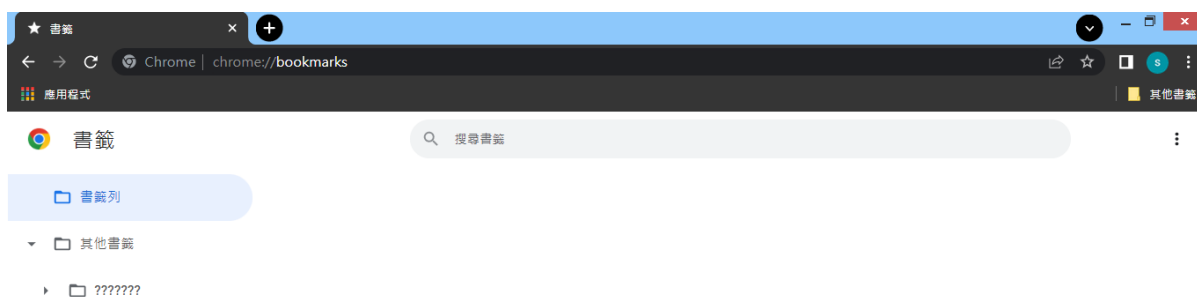 書籤
Chrome | chrome://bookmarks
S
應用程式
其他書籤
書籤
搜尋書籤
書籤列
其他書籤
???????